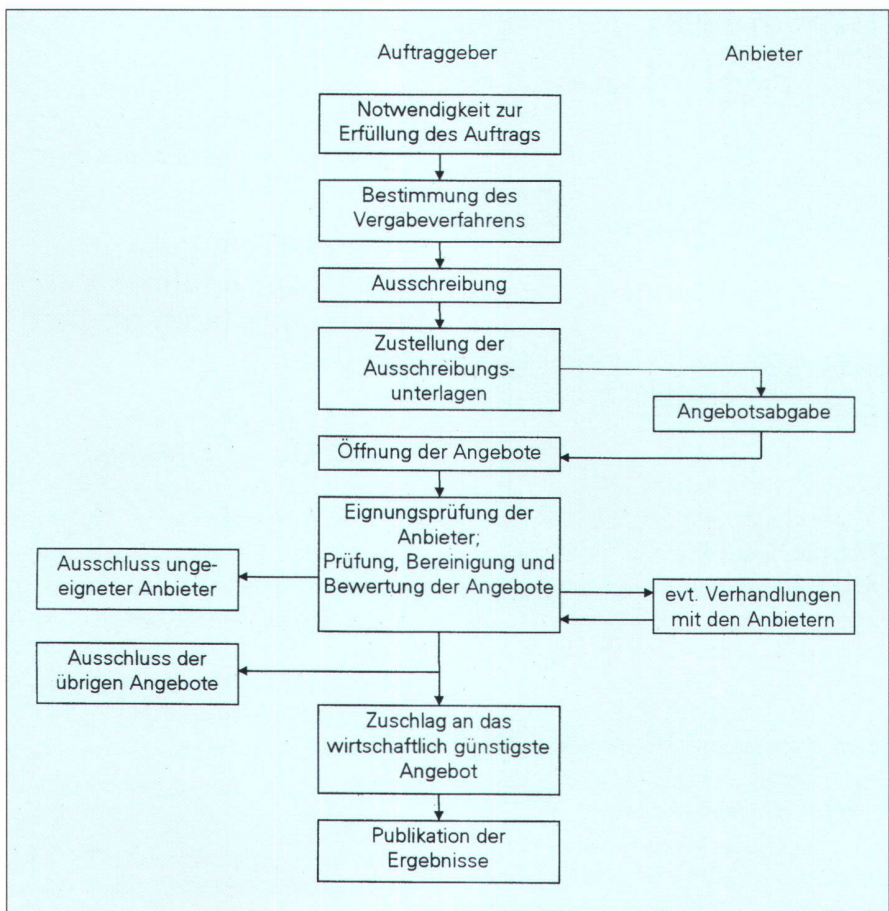 Auftraggeber
Anbieter
Notwendigkeit zur
Erfüllung des Auftrags
Bestimmung des
Vergabeverfahrens
Ausschreibung
Zustellung der
Ausschreibungs-
unterlagen
Angebotsabgabe
Öffnung der Angebote
Eignungsprüfung der
Anbieter;
Prüfung, Bereinigung und
Bewertung der Angebote
Ausschluss unge-
eigneter Anbieter
evt. Verhandlungen
mit den Anbietern
Ausschluss der
übrigen Angebote
Zuschlag an das
wirtschaftlich günstigste
Angebot
Publikation der
Ergebnisse